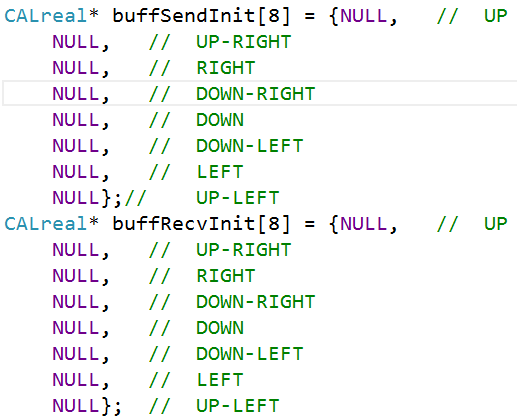 CALreal* buffSendInit[8] = {NULL,   //  UP
    NULL,   //  UP-RIGHT
    NULL,   //  RIGHT
    NULL,   //  DOWN-RIGHT
    NULL,   //  DOWN
    NULL,   //  DOWN-LEFT
    NULL,   //  LEFT
    NULL};//    UP-LEFT
CALreal* buffRecvInit[8] = {NULL,   //  UP
    NULL,   //  UP-RIGHT
    NULL,   //  RIGHT
    NULL,   //  DOWN-RIGHT
    NULL,   //  DOWN
    NULL,   //  DOWN-LEFT
    NULL,   //  LEFT
    NULL};  //  UP-LEFT